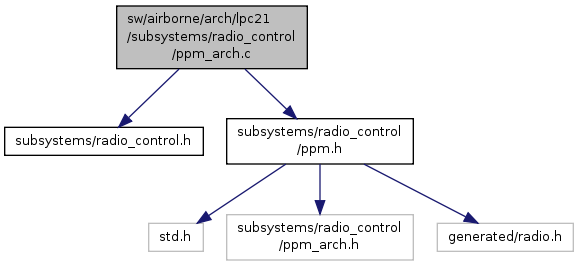 sw/airborne/arch/lpc21
/subsystems/radio_control
/ppm_arch.c
subsystems/radio_control.h
subsystems/radio_control
/ppm.h
std.h
subsystems/radio_control
/ppm_arch.h
generated/radio.h